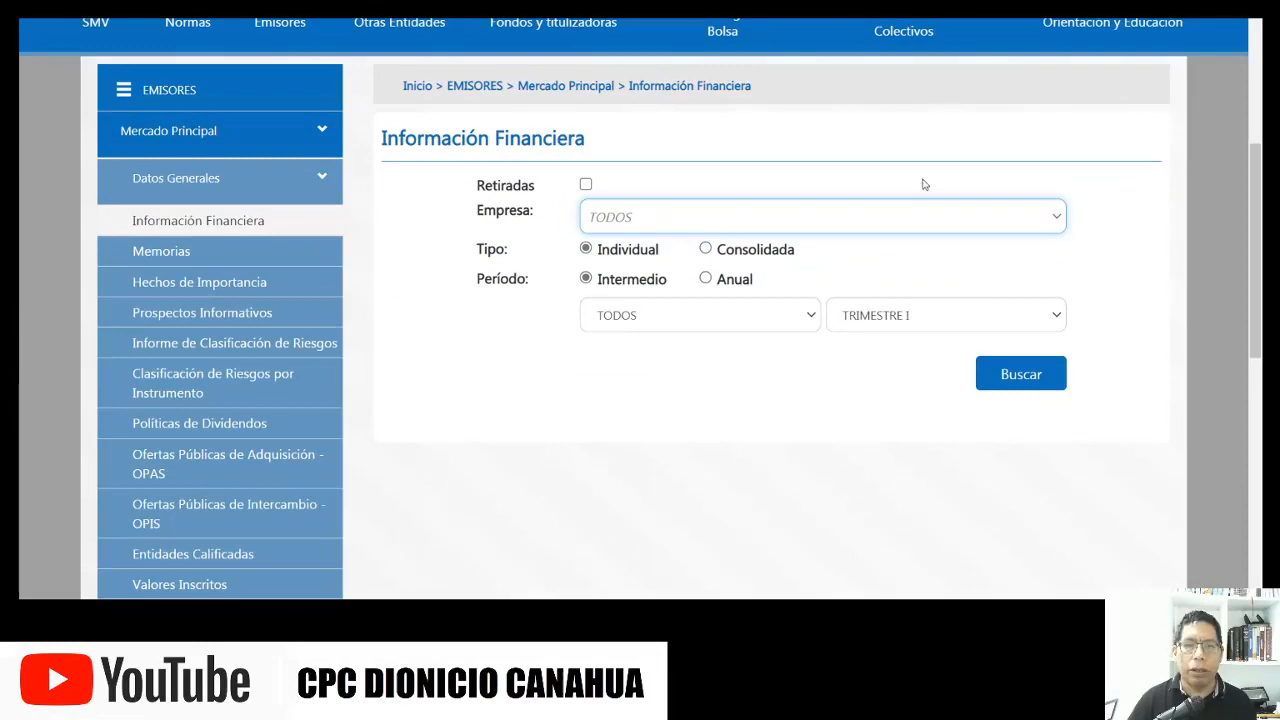 SMV
Normas
Emisores
Otras Entidades
Fondos y titulizadoras
Bolsa
Colectivos
Orientación y Educación
EMISORES
Mercado Principal
Datos Generales
Información Financiera
Memorias
Hechos de Importancia
Prospectos Informativos
Informe de Clasificación de Riesgos
Clasificación de Riesgos por
Instrumento
Políticas de Dividendos
Ofertas Públicas de Adquisición -
OPAS
Ofertas Públicas de Intercambio -
OPIS
Entidades Calificadas
Valores Inscritos
Inicio > EMISORES > Mercado Principal > Información Financiera
Información Financiera
Retiradas
Empresa: TODOS
Tipo: Individual Consolidada
Período: Intermedio Anual
TODOS TRIMESTRE I
Buscar
YouTube CPC DIONICIO CANAHUA